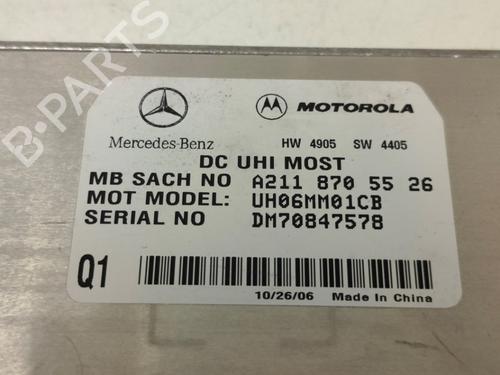 B-PARTS
MOTOROLA
Mercedes-Benz HW 4905 SW 4405
DC UHI MOST
MB SACH NO A211 870 55 26
MOT MODEL: UH06MM01CB
SERIAL NO DM70847578
Q1
10/26/06 Made In China